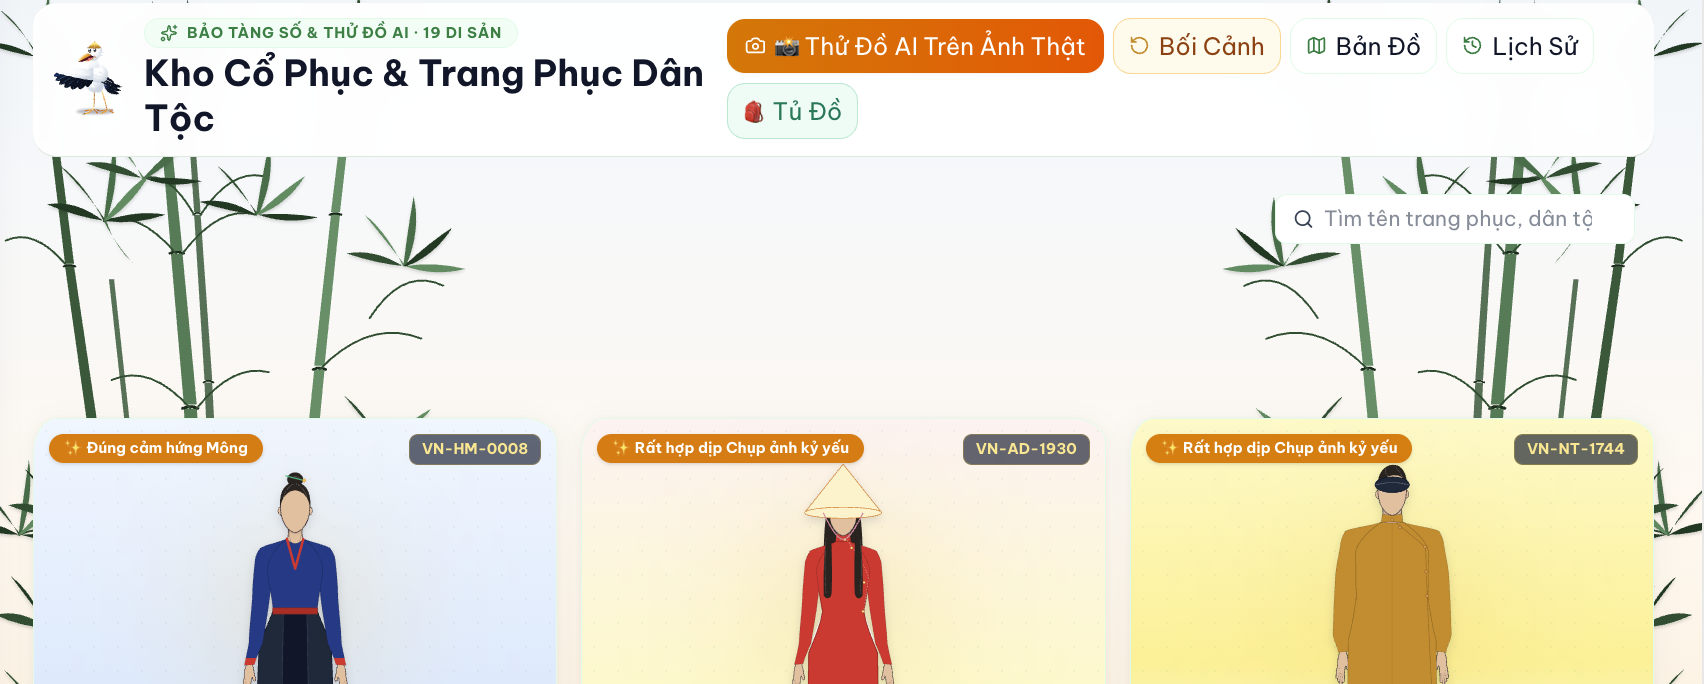 BẢO TÀNG SỐ & THỬ ĐỒ AI · 19 DI SẢN
Kho Cổ Phục & Trang Phục Dân
Tộc
📸 Thử Đồ AI Trên Ảnh Thật
Bối Cảnh
Bản Đồ
Lịch Sử
🎒 Tủ Đồ
Tìm tên trang phục, dân tộ
✨ Đúng cảm hứng Mông
VN-HM-0008
✨ Rất hợp dịp Chụp ảnh kỷ yếu
VN-AD-1930
✨ Rất hợp dịp Chụp ảnh kỷ yếu
VN-NT-1744